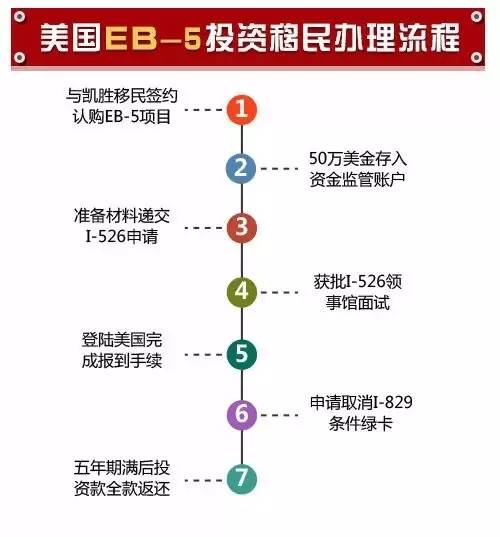 美国EB-5投资移民办理流程
与凯胜移民签约
认购EB-5项目
1
2
50万美金存入
资金监管账户
准备材料递交
I-526申请
3
4
获批I-526领
事馆面试
登陆美国完
成报到手续
5
6
申请取消I-829
条件绿卡
五年期满后投
资款全款返还
7